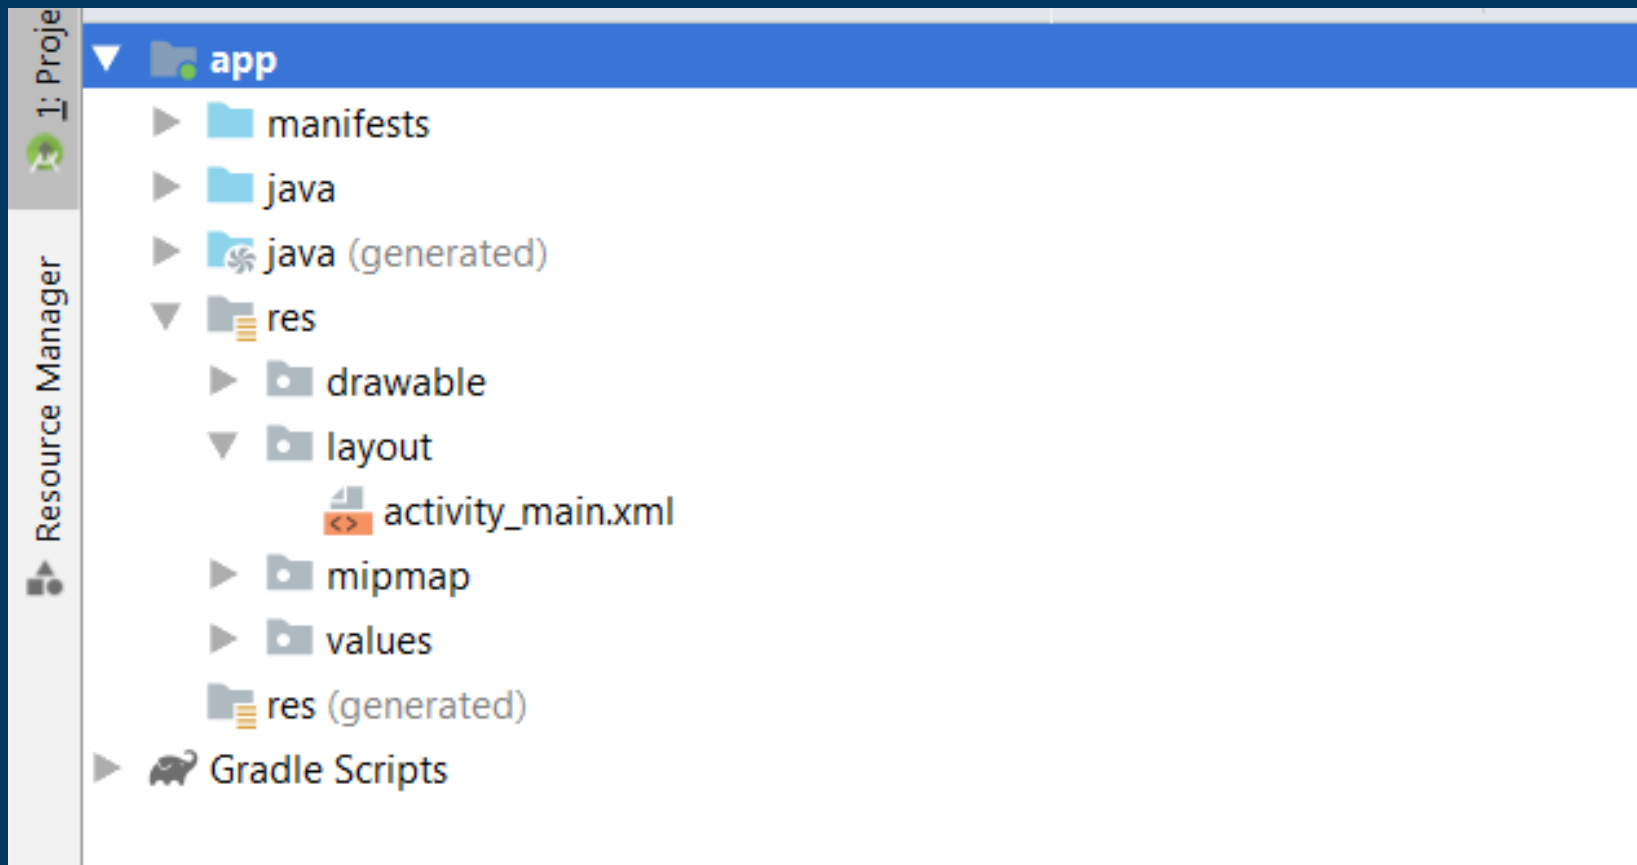 1: Proje
Resource Manager
app
manifests
java
java (generated)
res
drawable
layout
activity_main.xml
mipmap
values
res (generated)
Gradle Scripts